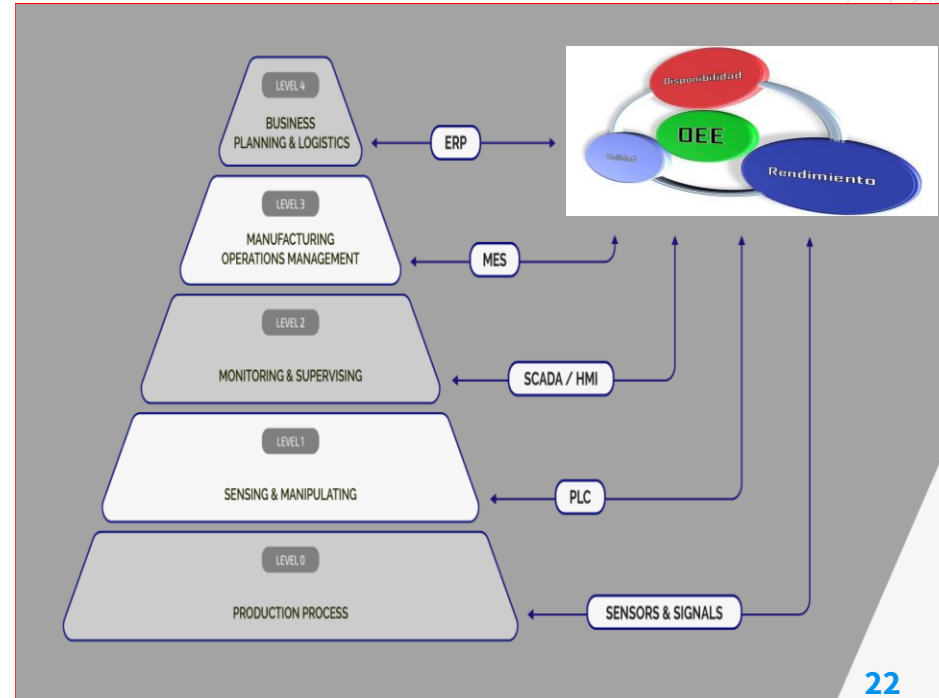 LEVEL 4
BUSINESS
PLANNING & LOGISTICS
ERP
Disponibilidad
OEE
Calidad
Rendimiento
LEVEL 3
MANUFACTURING
OPERATIONS MANAGEMENT
MES
LEVEL 2
MONITORING & SUPERVISING
SCADA / HMI
LEVEL 1
SENSING & MANIPULATING
PLC
LEVEL 0
PRODUCTION PROCESS
SENSORS & SIGNALS
22